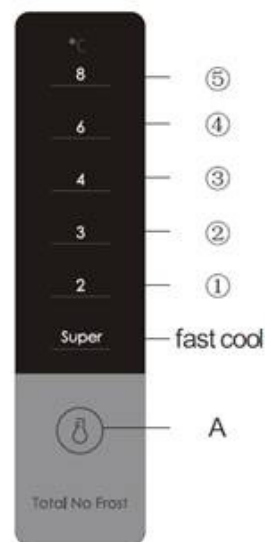 °C
8 ⑤
6 ④
4 ③
3 ②
2 ①
Super fast cool
A
Total No Frost